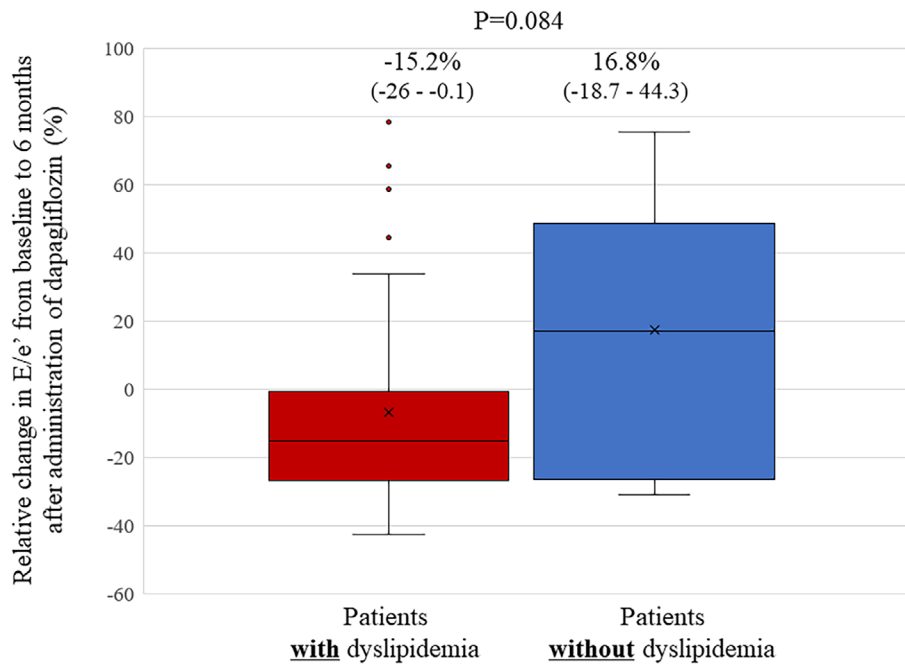 P=0.084
-15.2%
(-26 - -0.1)
16.8%
(-18.7 - 44.3)
Relative change in E/e' from baseline to 6 months
after administration of dapagliflozin (%)
100
80
60
40
20
0
-20
-40
-60
Patients
with dyslipidemia
Patients
without dyslipidemia